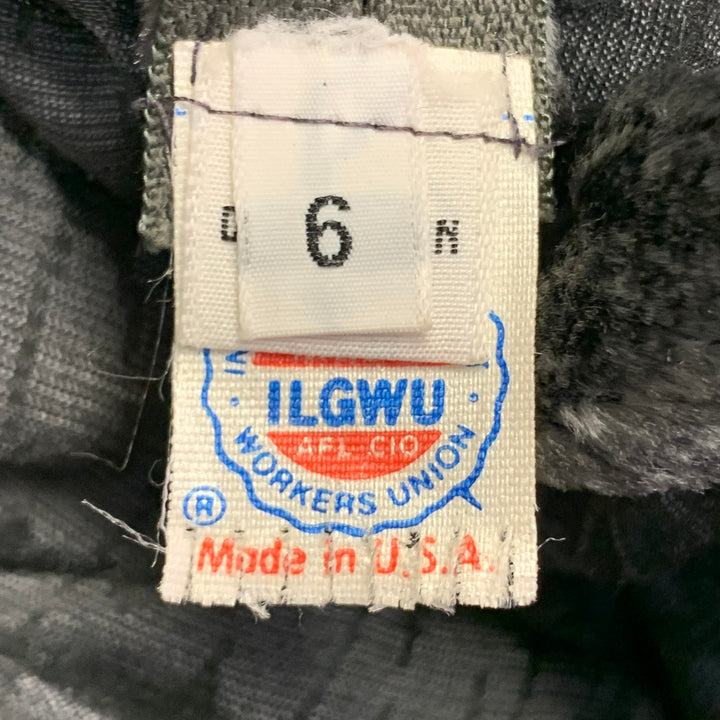 6
N
ILGWU
AFL-CIO
WORKERS UNION
®
Made in U.S.A.